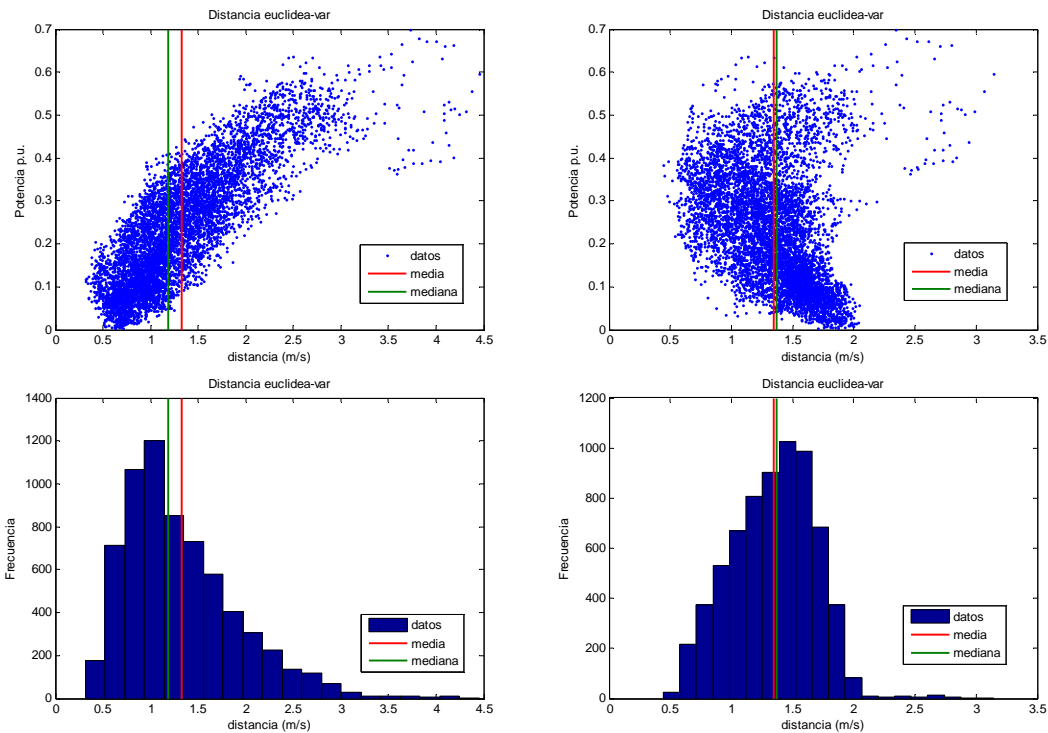 Distancia euclidea-var
0.7
0.6
0.5
0.4
0.3
0.2
0.1
0
Potencia p.u.
datos
media
mediana
0 0.5 1 1.5 2 2.5 3 3.5 4 4.5
distancia (m/s)
Distancia euclidea-var
0.7
0.6
0.5
0.4
0.3
0.2
0.1
0
Potencia p.u.
datos
media
mediana
0 0.5 1 1.5 2 2.5 3 3.5
distancia (m/s)
Distancia euclidea-var
1400
1200
1000
800
600
400
200
0
Frecuencia
datos
media
mediana
0 0.5 1 1.5 2 2.5 3 3.5 4 4.5
distancia (m/s)
Distancia euclidea-var
1200
1000
800
600
400
200
0
Frecuencia
datos
media
mediana
0 0.5 1 1.5 2 2.5 3 3.5
distancia (m/s)